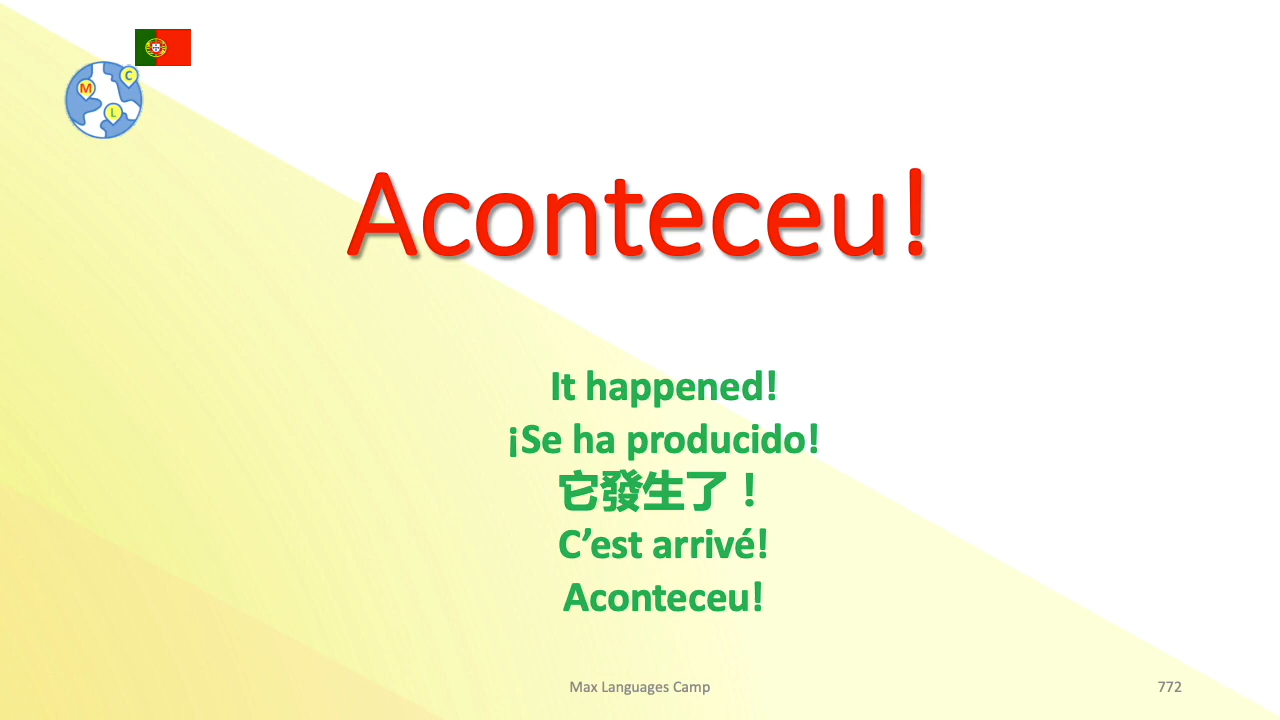 C
M
L
Aconteceu!
It happened!
¡Se ha producido!
它發生了！
C’est arrivé!
Aconteceu!
Max Languages Camp
772